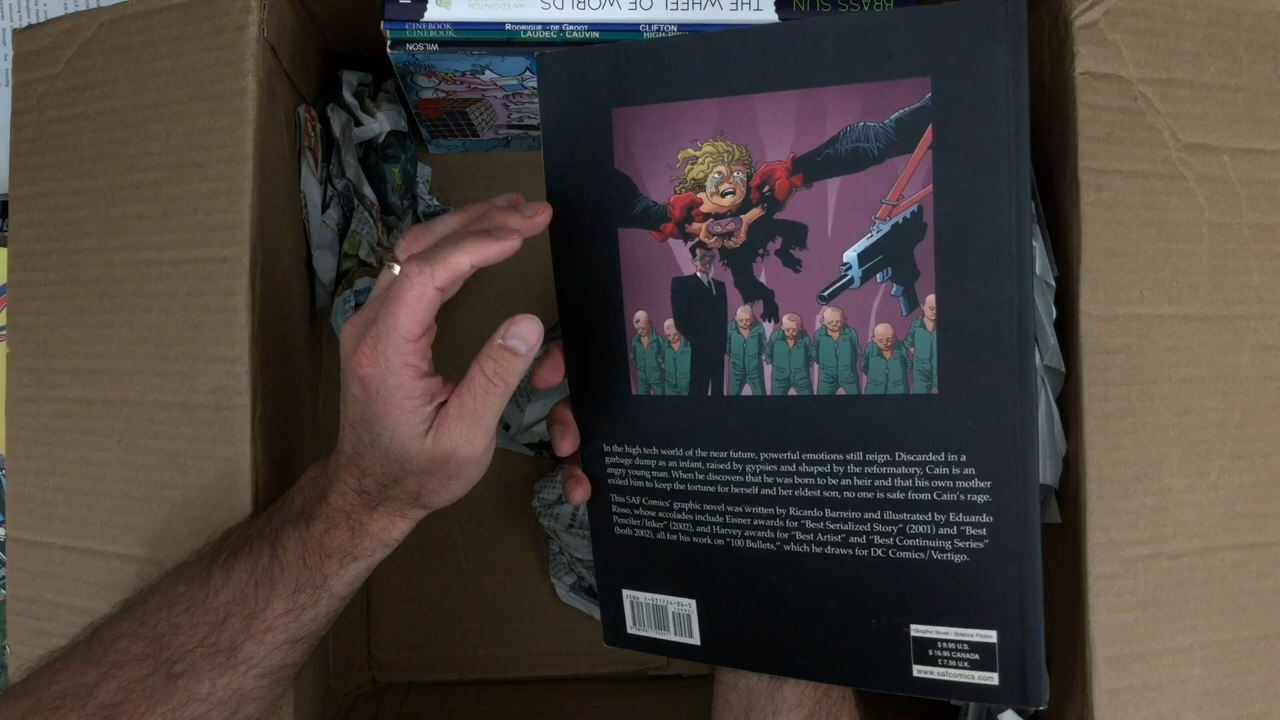 BRASS SUN
THE WHEEL OF WORLDS
IAN EDGINTON
CINEBOOK Rodrigue - de Groot CLIFTON
CINEBOOK LAUDEC - CAUVIN
WILSON
In the high tech world of the near future, powerful emotions still reign. Discarded in a
garbage dump as an infant, raised by gypsies and shaped by the reformatory, Cain is an
angry young man. When he discovers that he was born to be an heir and that his own mother
exiled him to keep the fortune for herself and her eldest son, no one is safe from Cain's rage.
This SAF Comics' graphic novel was written by Ricardo Barreiro and illustrated by Eduardo
Risso, whose accolades include Eisner awards for "Best Serialized Story" (2001) and "Best
Penciler/Inker" (2002), and Harvey awards for "Best Artist" and "Best Continuing Series"
(both 2002), all for his work on "100 Bullets," which he draws for DC Comics/Vertigo.
ISBN 1-931724-24-5
Graphic Novel / Science Fiction
$ 9.95 U.S.
$ 16.95 CANADA
£ 7.50 U.K.
www.safcomics.com